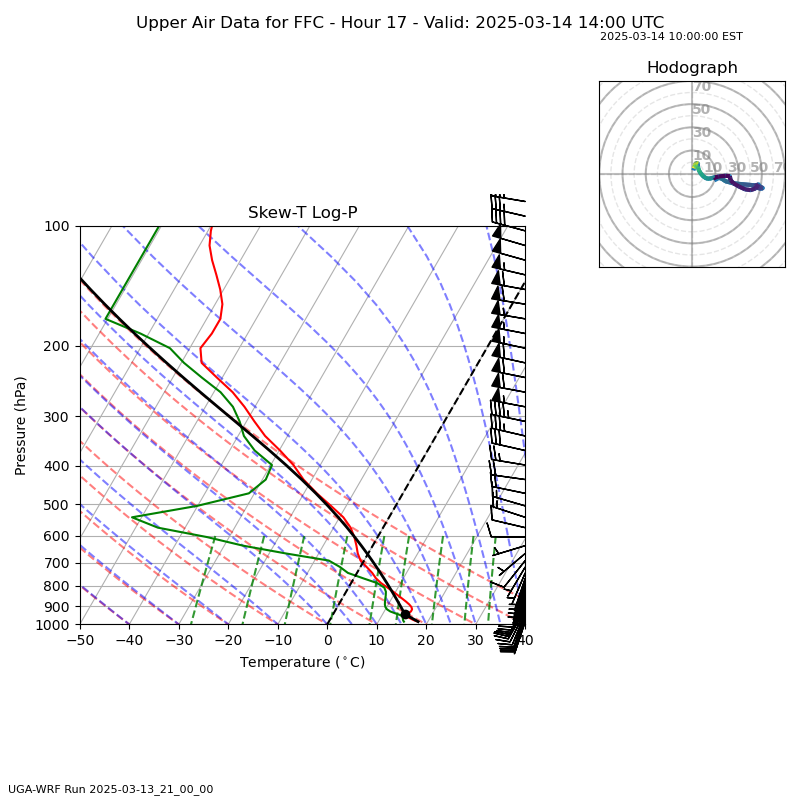 Upper Air Data for FFC - Hour 17 - Valid: 2025-03-14 14:00 UTC
2025-03-14 10:00:00 EST
Hodograph
70
50
30
10
10 30 50 70
Skew-T Log-P
100
200
300
400
500
600
700
800
900
1000
Pressure (hPa)
−50 −40 −30 −20 −10 0 10 20 30 40
Temperature (°C)
UGA-WRF Run 2025-03-13_21_00_00